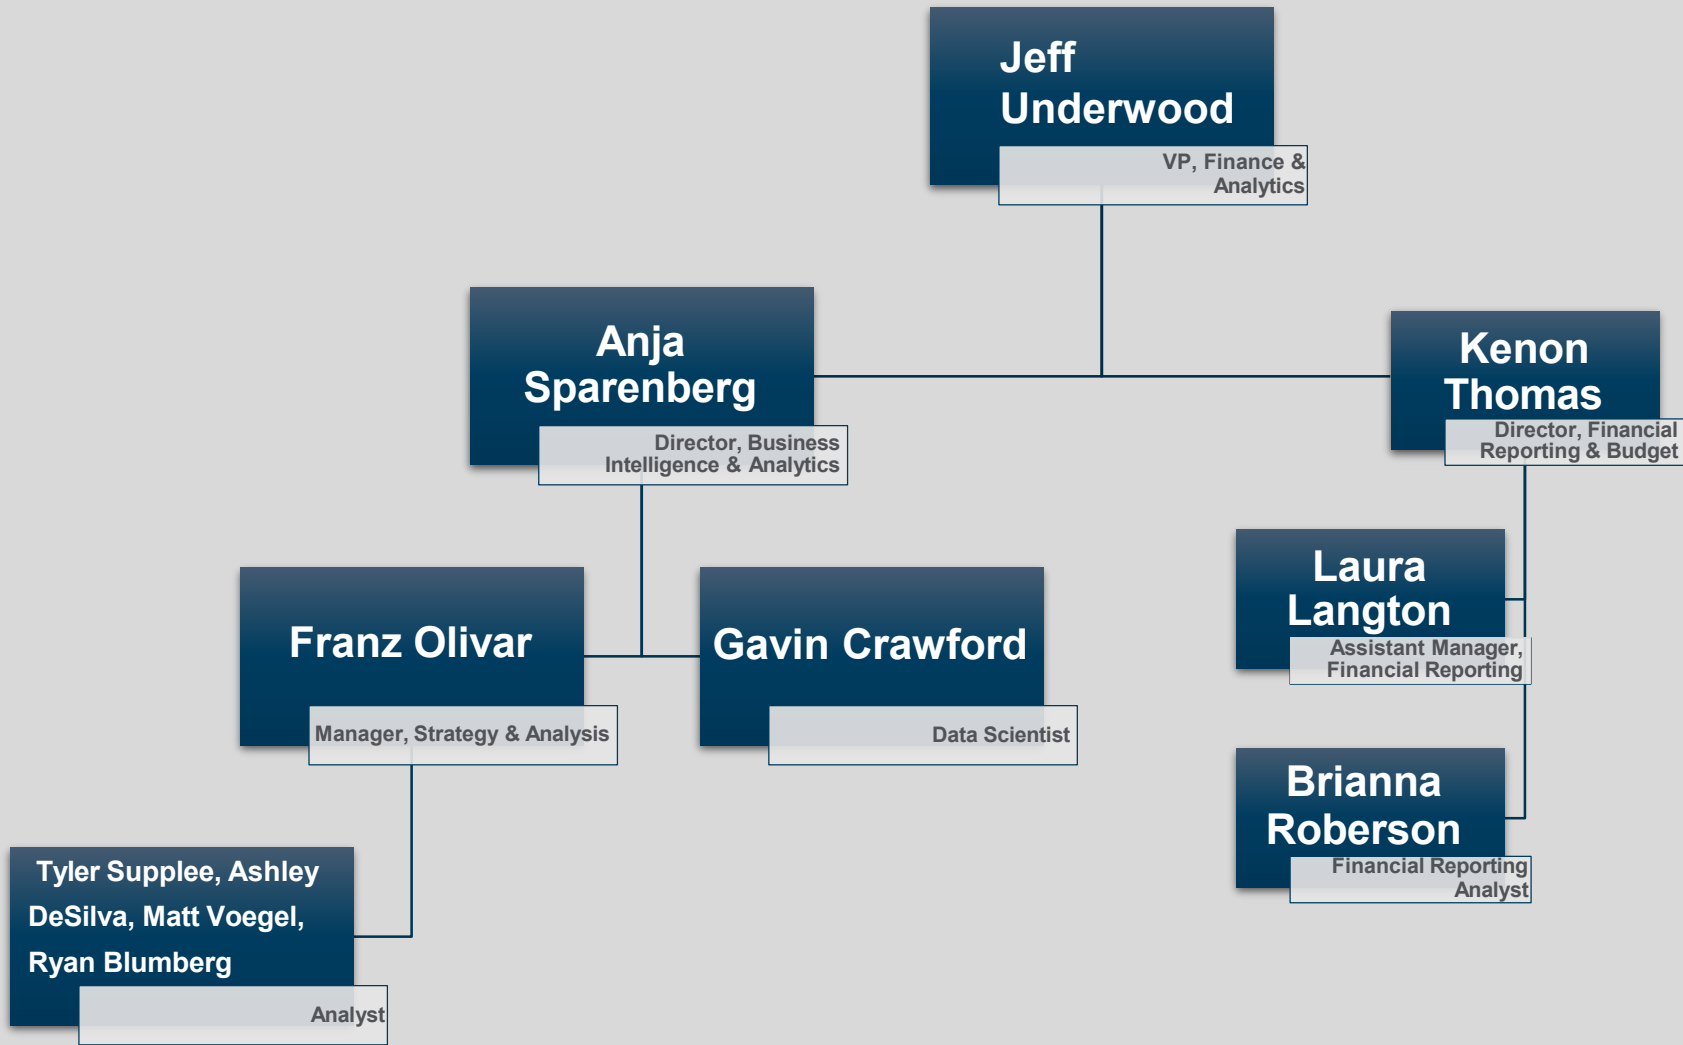 Jeff
Underwood
VP, Finance &
Analytics
Anja
Sparenberg
Director, Business
Intelligence & Analytics
Kenon
Thomas
Director, Financial
Reporting & Budget
Franz Olivar
Manager, Strategy & Analysis
Gavin Crawford
Data Scientist
Laura
Langton
Assistant Manager,
Financial Reporting
Brianna
Roberson
Financial Reporting
Analyst
Tyler Supplee, Ashley
DeSilva, Matt Voegel,
Ryan Blumberg
Analyst